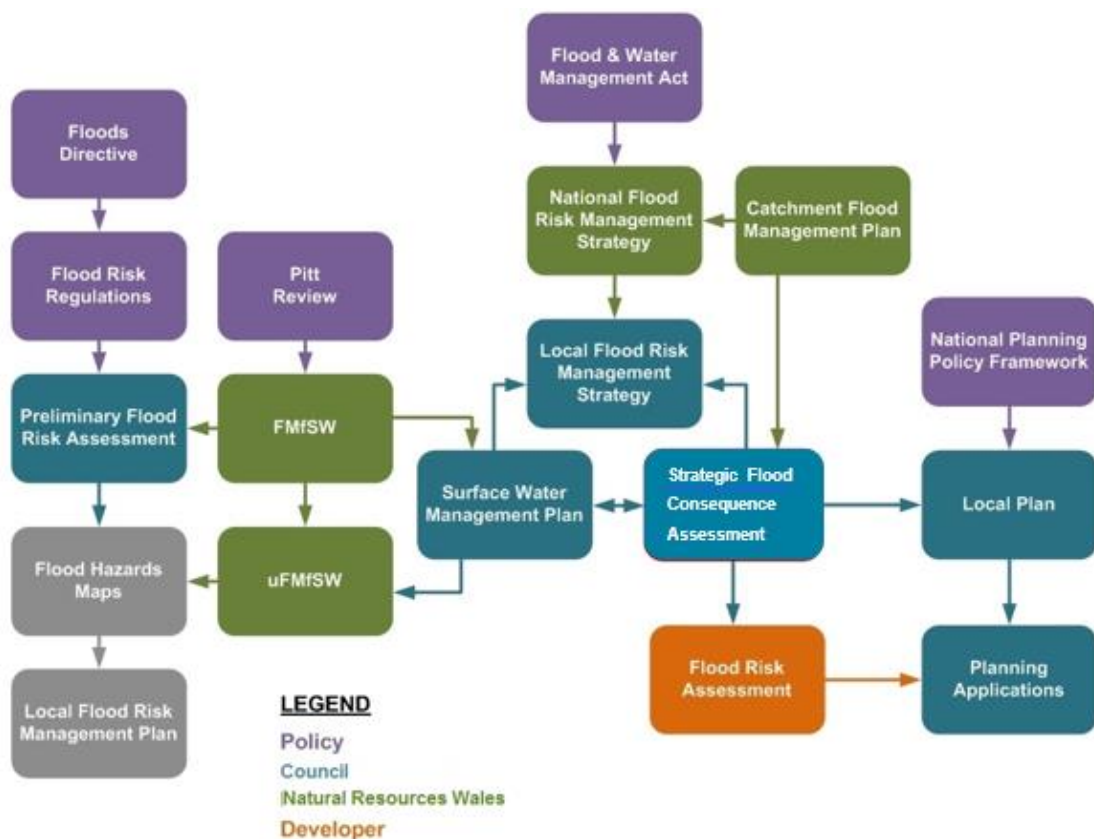 Flood & Water
Management Act
Floods
Directive
National Flood
Risk Management
Strategy
Catchment Flood
Management Plan
Flood Risk
Regulations
Pitt
Review
National Planning
Policy Framework
Local Flood Risk
Management
Strategy
Preliminary Flood
Risk Assessment
FMfSW
Surface Water
Management Plan
Strategic Flood
Consequence
Assessment
Local Plan
Flood Hazards
Maps
uFMfSW
Flood Risk
Assessment
Planning
Applications
Local Flood Risk
Management Plan
LEGEND
Policy
Council
Natural Resources Wales
Developer